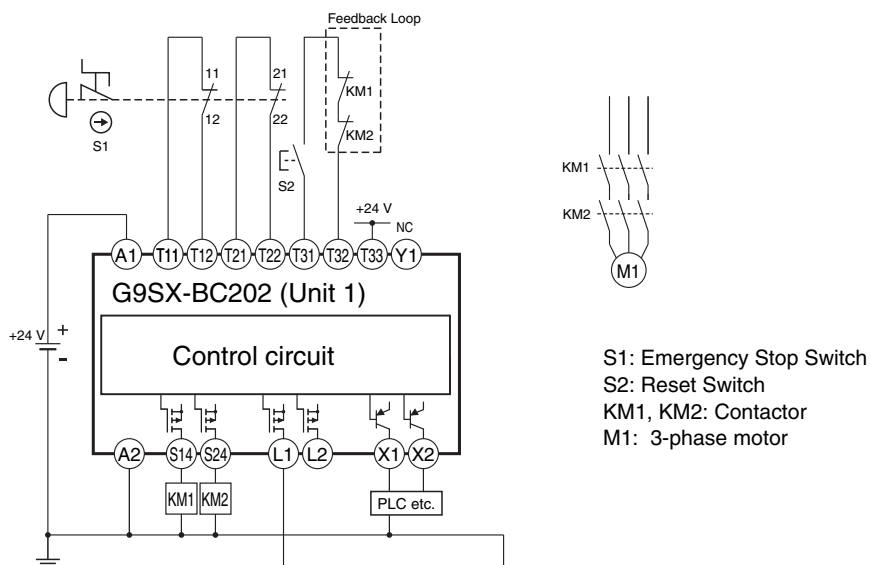 Feedback Loop
11
21
KM1
12
22
KM2
S1
S2
+24 V
NC
A1
T11
T12
T21
T22
T31
T32
T33
Y1
G9SX-BC202 (Unit 1)
+24 V
+
-
Control circuit
A2
S14
S24
L1
L2
X1
X2
KM1
KM2
PLC etc.
KM1
KM2
M1
S1: Emergency Stop Switch
S2: Reset Switch
KM1, KM2: Contactor
M1: 3-phase motor